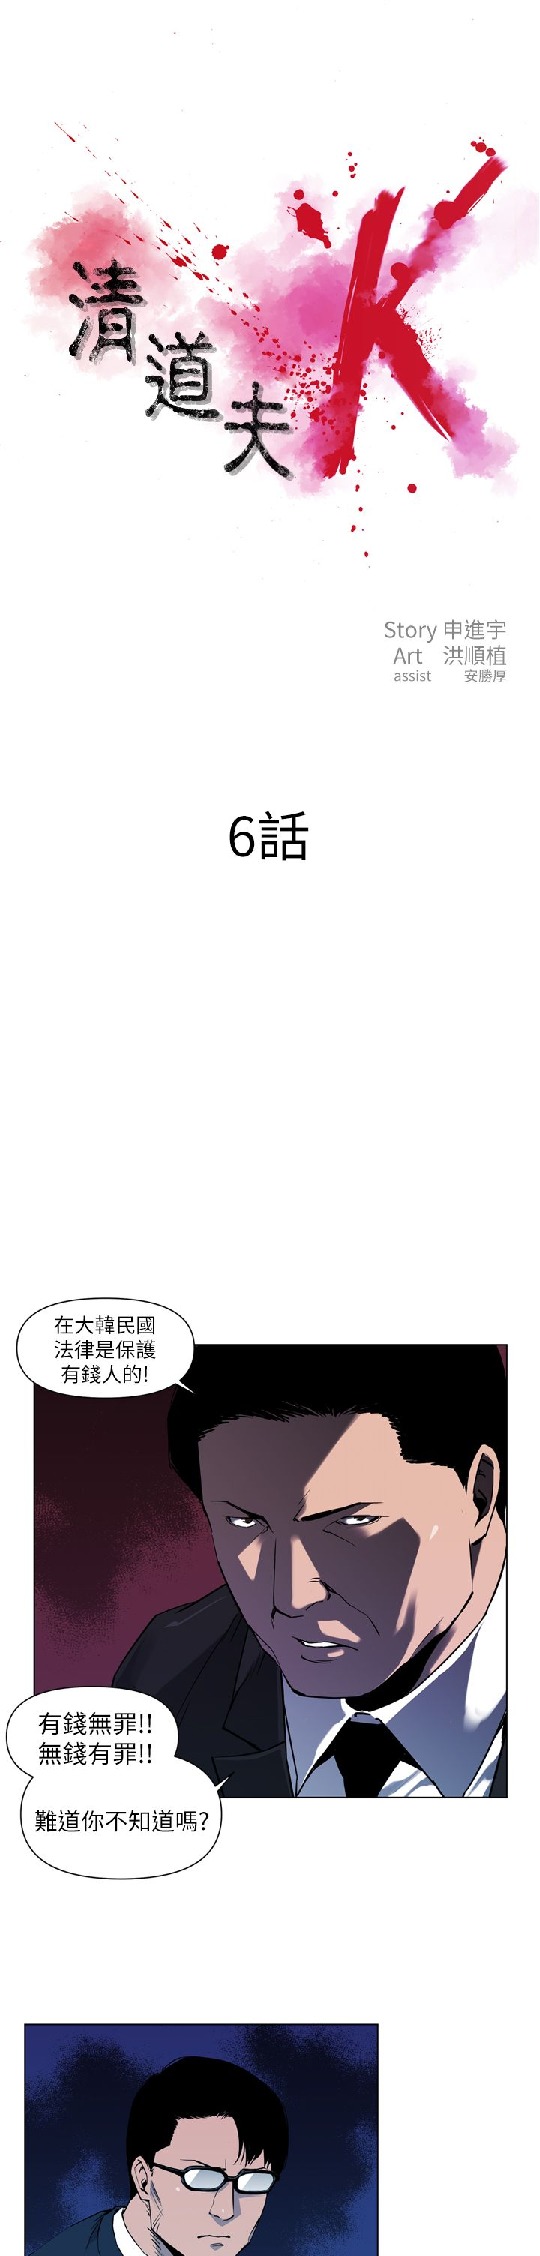 清道夫K
Story 申進宇
Art 洪順植
assist 安勝厚
6話
在大韓民國
法律是保護
有錢人的!
有錢無罪!!
無錢有罪!!
難道你不知道嗎?